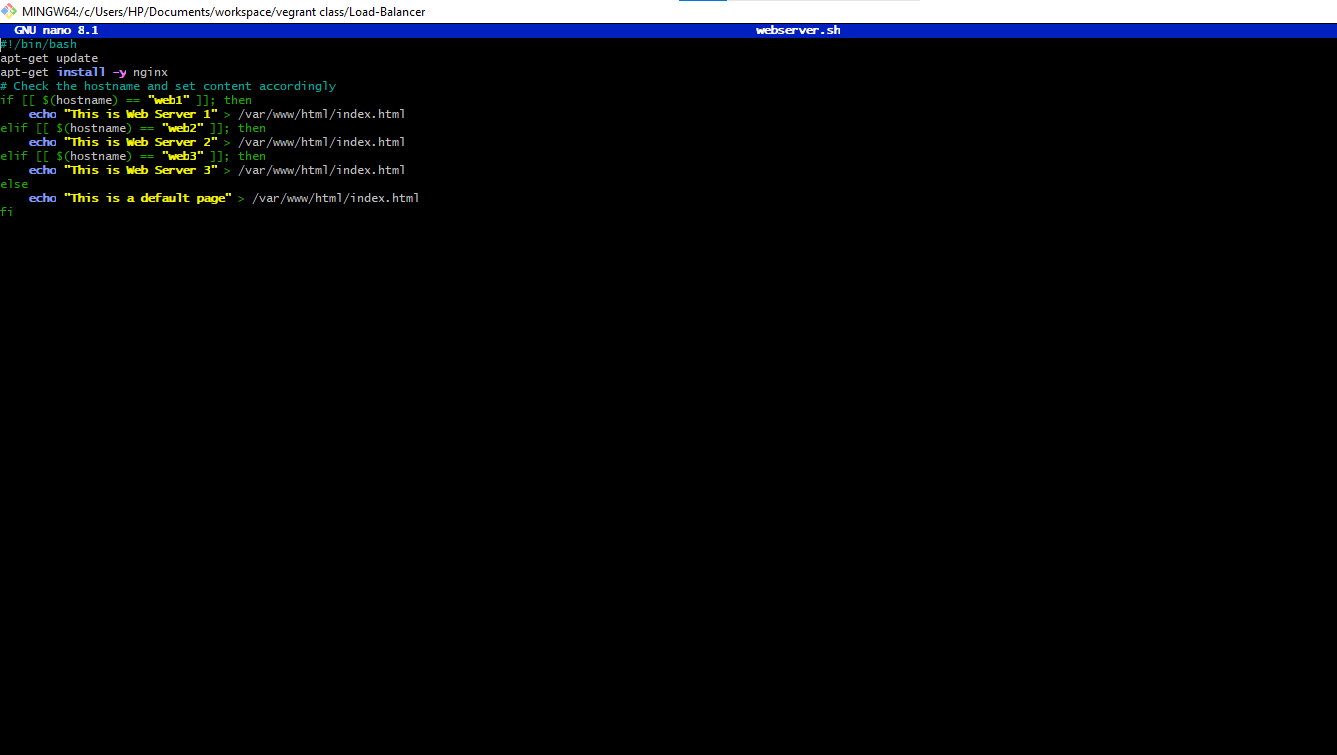 MINGW64:/c/Users/HP/Documents/workspace/vegrant class/Load-Balancer
GNU nano 8.1 webserver.sh
#!/bin/bash
apt-get update
apt-get install -y nginx
# Check the hostname and set content accordingly
if [[ $(hostname) == "web1" ]]; then
    echo "This is Web Server 1" > /var/www/html/index.html
elif [[ $(hostname) == "web2" ]]; then
    echo "This is Web Server 2" > /var/www/html/index.html
elif [[ $(hostname) == "web3" ]]; then
    echo "This is Web Server 3" > /var/www/html/index.html
else
    echo "This is a default page" > /var/www/html/index.html
fi